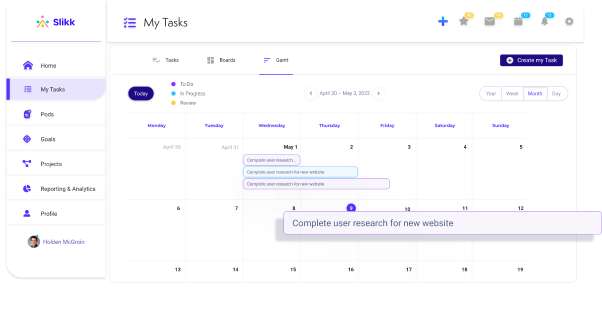 Slikk
My Tasks
Home
My Tasks
Pods
Goals
Projects
Reporting & Analytics
Profile
Holden McGroin
Tasks
Boards
Gantt
Create my Task
Today
To-Do
In Progress
Review
April 30 – May 3, 2023
Year
Week
Month
Day
Monday
Tuesday
Wednesday
Thursday
Friday
Saturday
Sunday
April 30
April 31
May 1
2
3
4
5
Complete user research...
Complete user research for new website
Complete user research for new website
6
7
8
9
10
11
12
Complete user research for new website
13
14
15
16
17
18
19